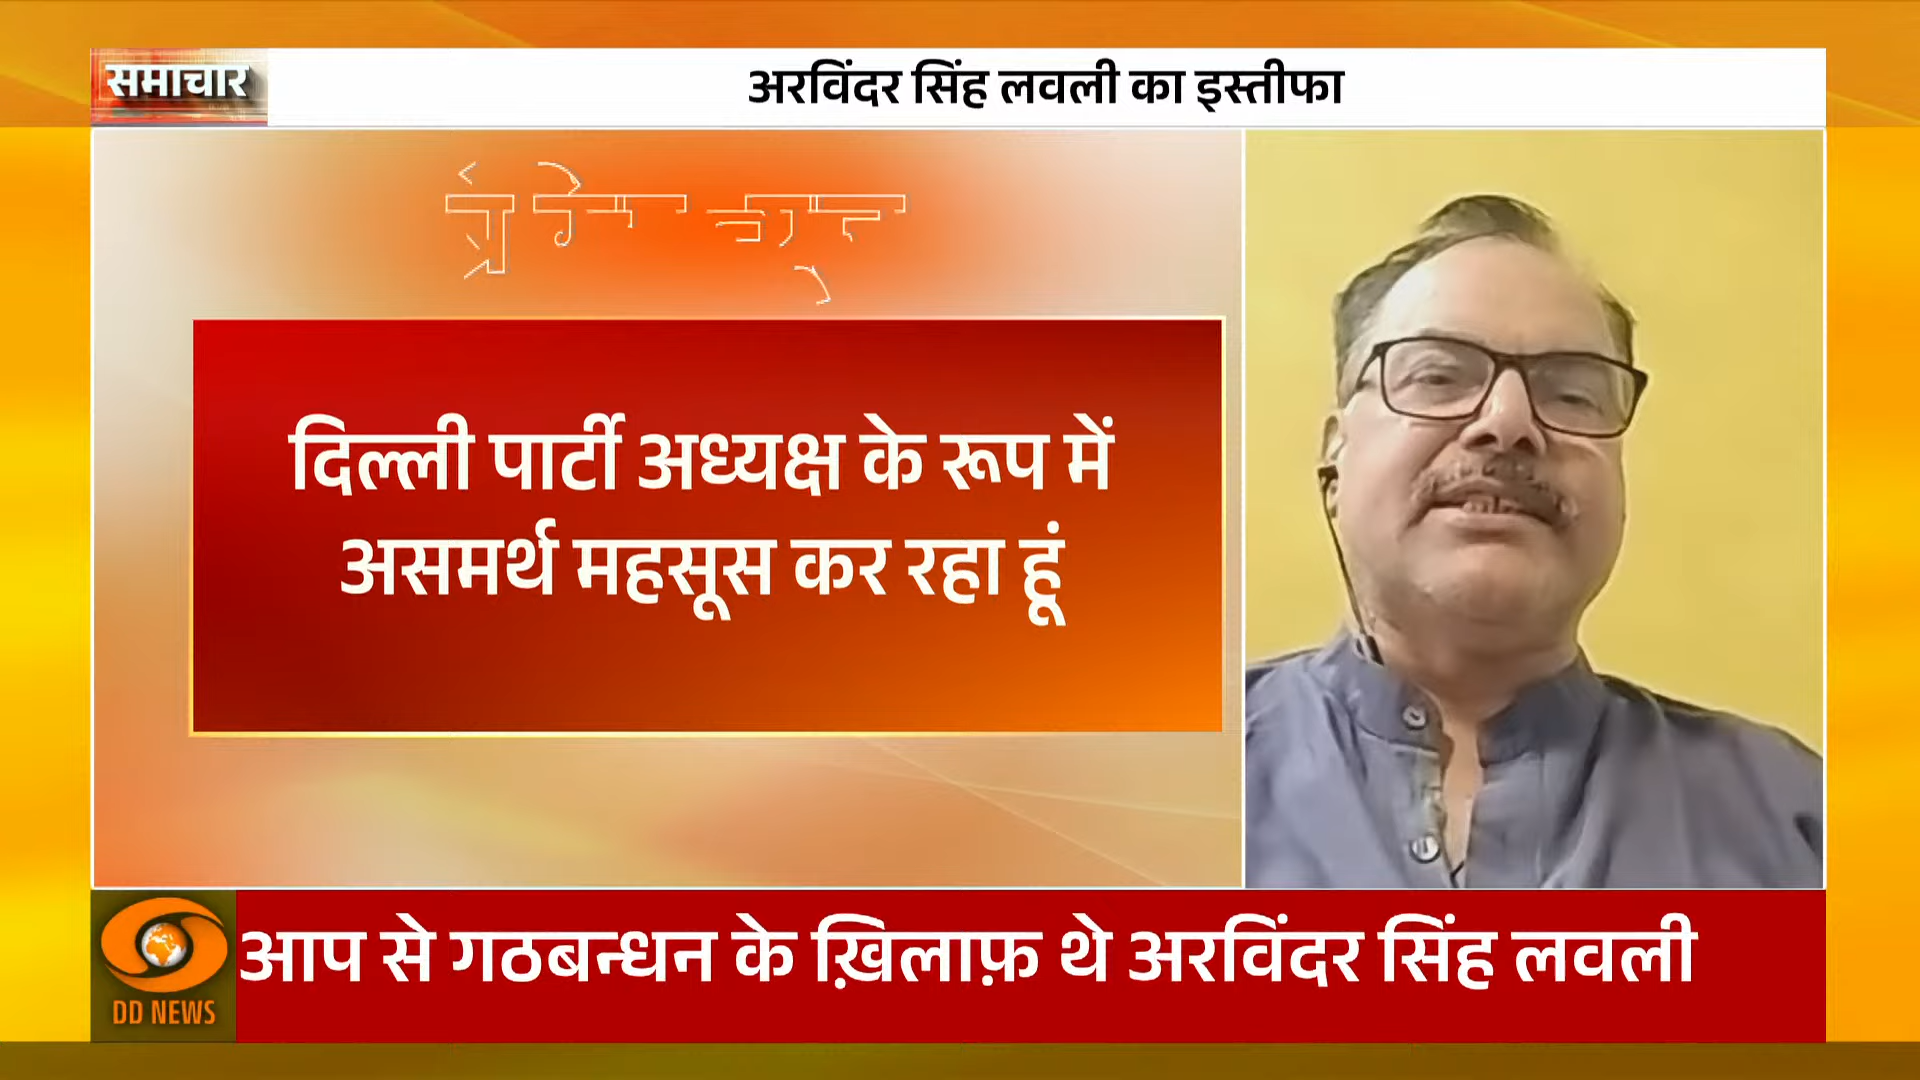 समाचार
अरविंदर सिंह लवली का इस्तीफा
दिल्ली पार्टी अध्यक्ष के रूप में
असमर्थ महसूस कर रहा हूं
आप से गठबन्धन के ख़िलाफ़ थे अरविंदर सिंह लवली
DD NEWS